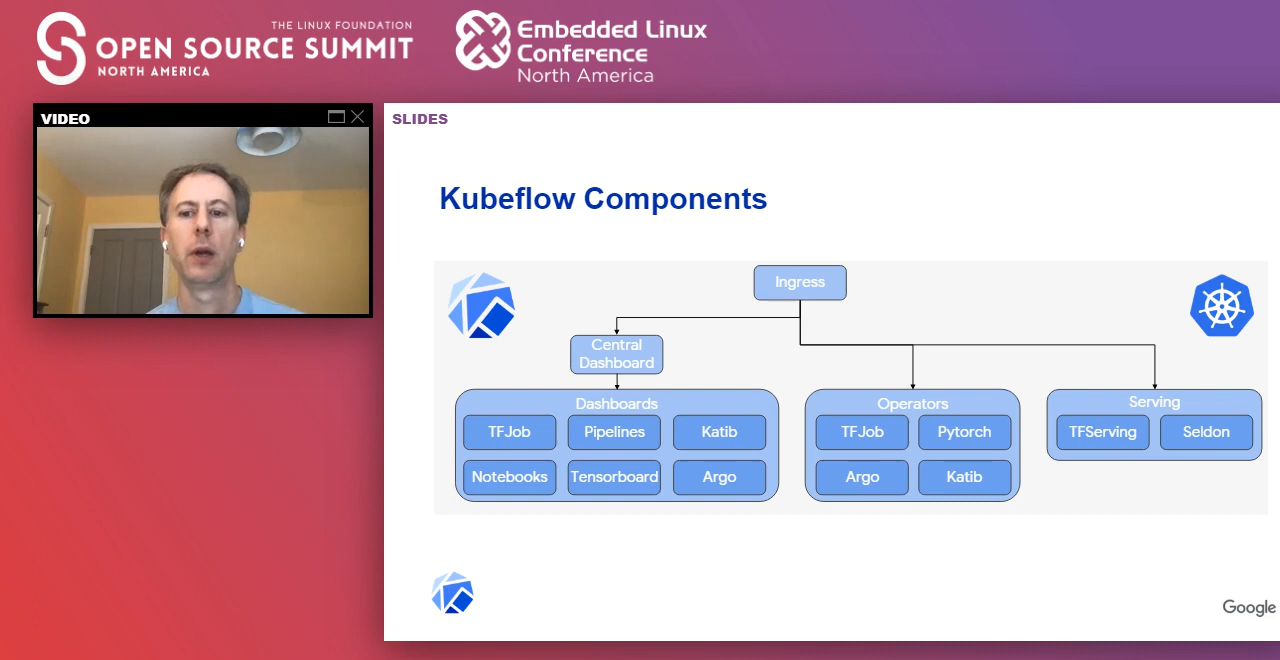 THE LINUX FOUNDATION
OPEN SOURCE SUMMIT
NORTH AMERICA
Embedded Linux
Conference
North America
VIDEO
SLIDES
Kubeflow Components
Ingress
Central
Dashboard
Dashboards
TFJob
Pipelines
Katib
Notebooks
Tensorboard
Argo
Operators
TFJob
Pytorch
Argo
Katib
Serving
TFServing
Seldon
Google